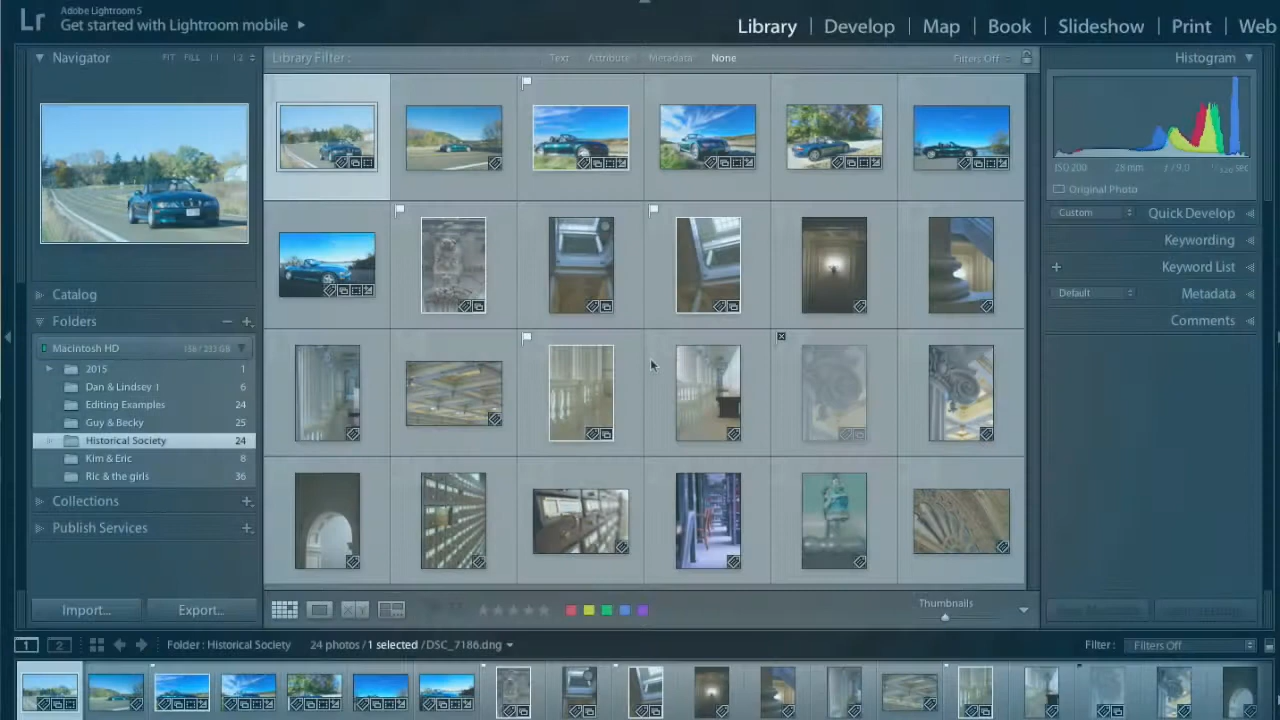 Lr
Adobe Lightroom 5
Get started with Lightroom mobile
Library | Develop | Map | Book | Slideshow | Print | Web
Navigator
FIT FILL 1:1 1:2
Library Filter :
Text Attribute Metadata None
Filters Off
Histogram
ISO 200 28 mm f / 9.0
Original Photo
Custom
Quick Develop
Keywording
Keyword List
Default
Metadata
Comments
Catalog
Folders
Macintosh HD
2015 1
Dan & Lindsey 1 6
Editing Examples 24
Guy & Becky 25
Historical Society 24
Kim & Eric 8
Ric & the girls 36
Collections
Publish Services
Import...
Export...
X Y
Thumbnails
1
2
Folder : Historical Society
24 photos / 1 selected / DSC_7186.dng
Filter :
Filters Off